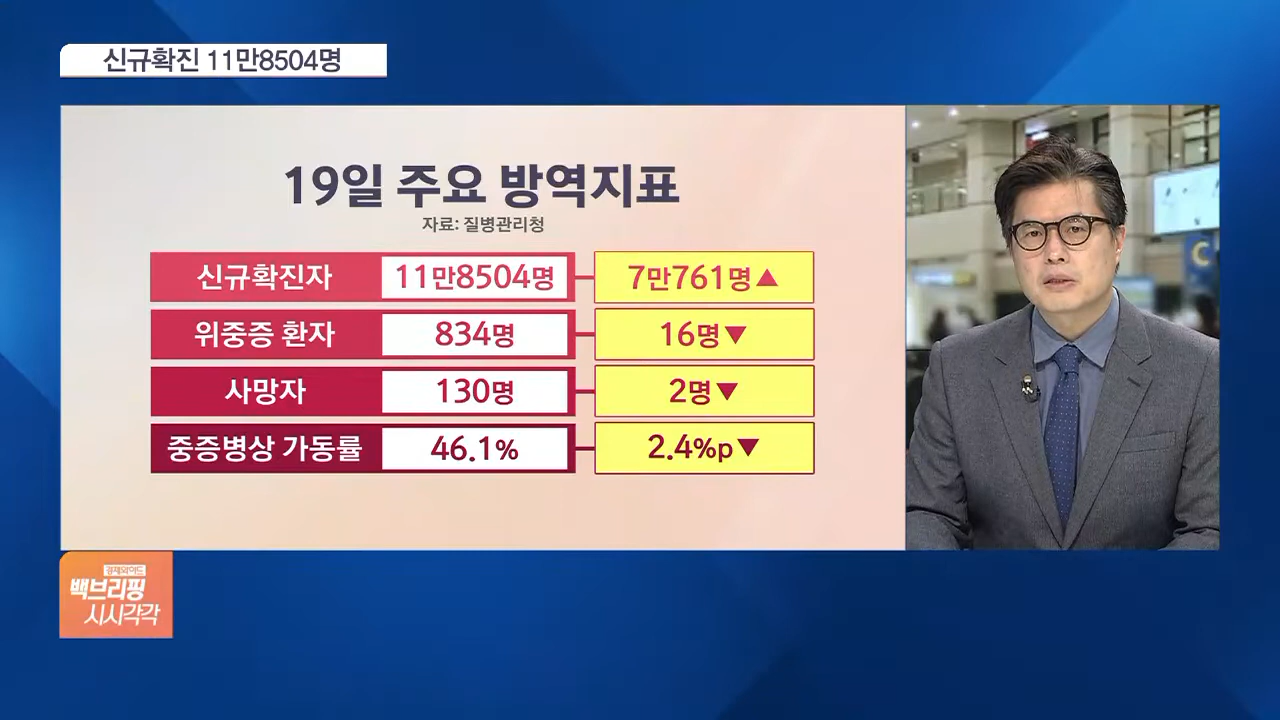 신규확진 11만8504명
19일 주요 방역지표
자료: 질병관리청
신규확진자 11만8504명 7만761명▲
위중증 환자 834명 16명▼
사망자 130명 2명▼
중증병상 가동률 46.1% 2.4%p▼
경제와이드
백브리핑
시시각각